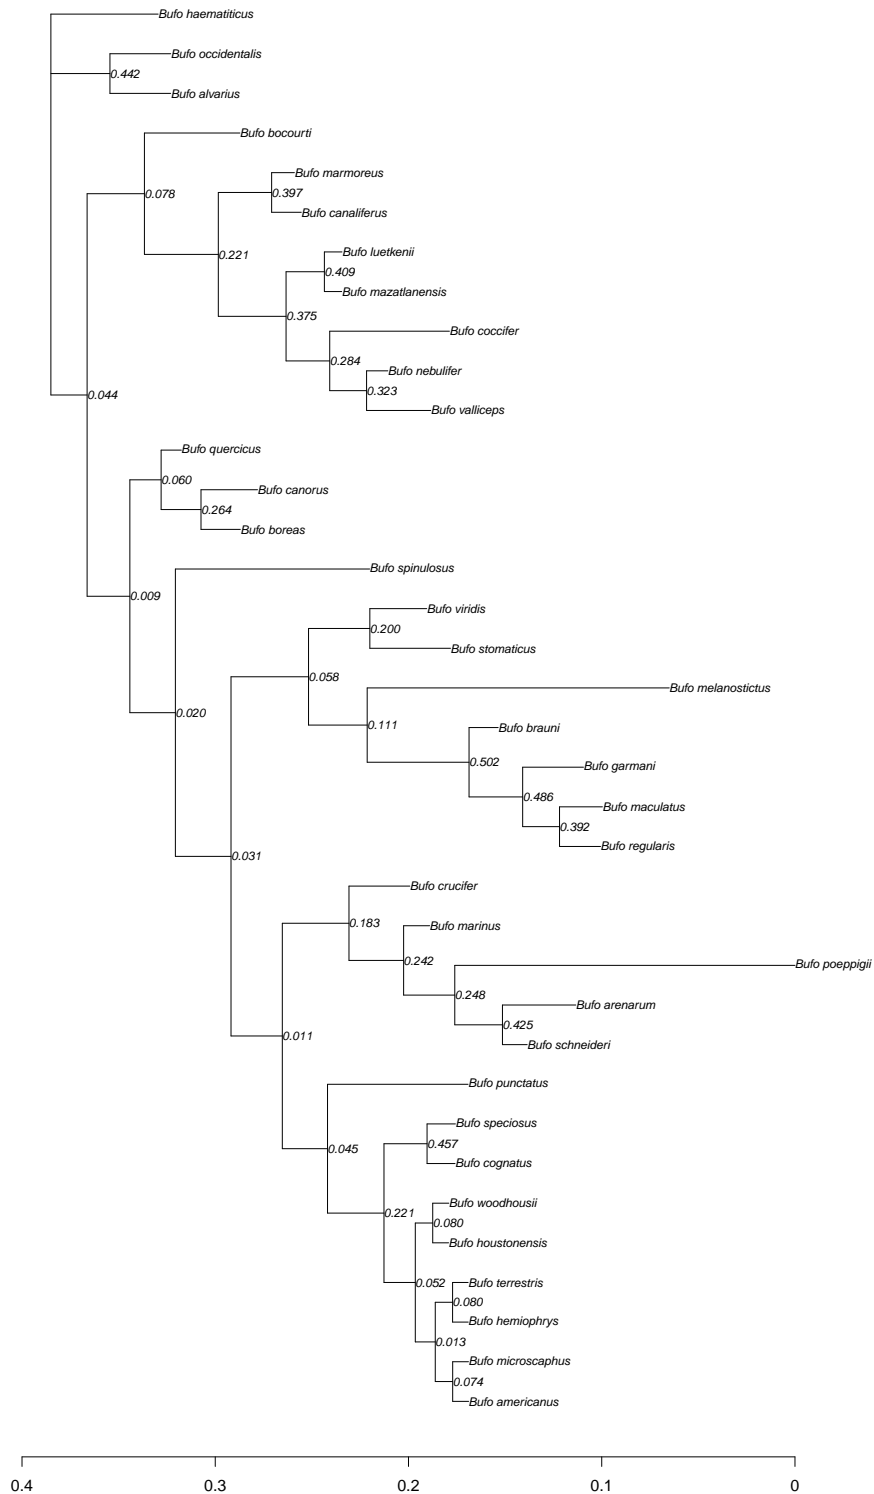 Bufo haematiticus
Bufo occidentalis
0.442
Bufo alvarius
Bufo bocourti
Bufo marmoreus
0.078
0.397
Bufo canaliferus
Bufo luetkenii
0.221
0.409
Bufo mazatlanensis
0.375
Bufo coccifer
0.284
Bufo nebulifer
0.323
0.044
Bufo valliceps
Bufo quercicus
0.060
Bufo canorus
0.264
Bufo boreas
Bufo spinulosus
0.009
Bufo viridis
0.200
Bufo stomaticus
0.058
Bufo melanostictus
0.020
0.111
Bufo brauni
0.502
Bufo garmani
0.486
Bufo maculatus
0.392
Bufo regularis
0.031
Bufo crucifer
0.183
Bufo marinus
0.242
Bufo poeppigii
0.248
Bufo arenarum
0.425
0.011
Bufo schneideri
Bufo punctatus
Bufo speciosus
0.457
0.045
Bufo cognatus
Bufo woodhousii
0.221
0.080
Bufo houstonensis
0.052
Bufo terrestris
0.080
Bufo hemiophrys
0.013
Bufo microscaphus
0.074
Bufo americanus
0.4 0.3 0.2 0.1 0